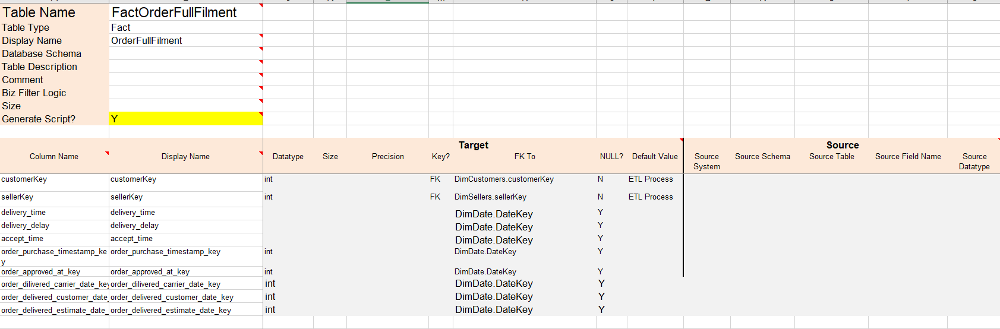 Table Name FactOrderFullFilment
Table Type Fact
Display Name OrderFullFilment
Database Schema
Table Description
Comment
Biz Filter Logic
Size
Generate Script? Y
Target Source
Column Name Display Name Datatype Size Precision Key? FK To NULL? Default Value Source System Source Schema Source Table Source Field Name Source Datatype
customerKey customerKey int FK DimCustomers.customerKey N ETL Process
sellerKey sellerKey int FK DimSellers.sellerKey N ETL Process
delivery_time delivery_time DimDate.DateKey Y
delivery_delay delivery_delay DimDate.DateKey Y
accept_time accept_time DimDate.DateKey Y
order_purchase_timestamp_key order_purchase_timestamp_key int DimDate.DateKey Y
order_approved_at_key order_approved_at_key int DimDate.DateKey Y
order_dilivered_carrier_date_key order_dilivered_carrier_date_key int DimDate.DateKey Y
order_delivered_customer_date_ order_delivered_customer_date_key int DimDate.DateKey Y
order_delivered_estimate_date_ order_delivered_estimate_date_key int DimDate.DateKey Y